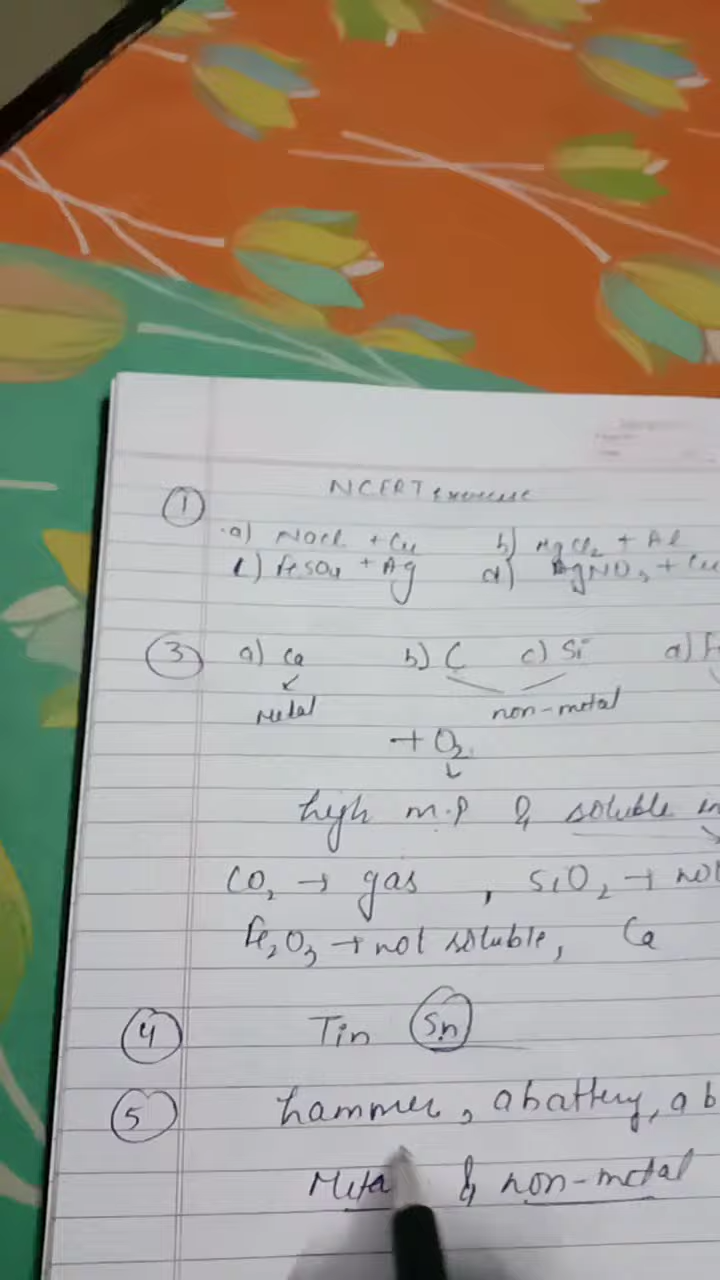 NCERT Exercise
① a) NaCl + Cu b) MgCl₂ + Al
c) FeSO₄ + Ag d) AgNO₃ + Cu
③ a) Ca b) C c) Si d) F
Metal non-metal
+ O₂
high m.p & soluble in
CO₂ → gas , SiO₂ → not
Fe₂O₃ → not soluble, Ca
④ Tin Sn
⑤ hammer, a battery, a b
Meta & non-metal